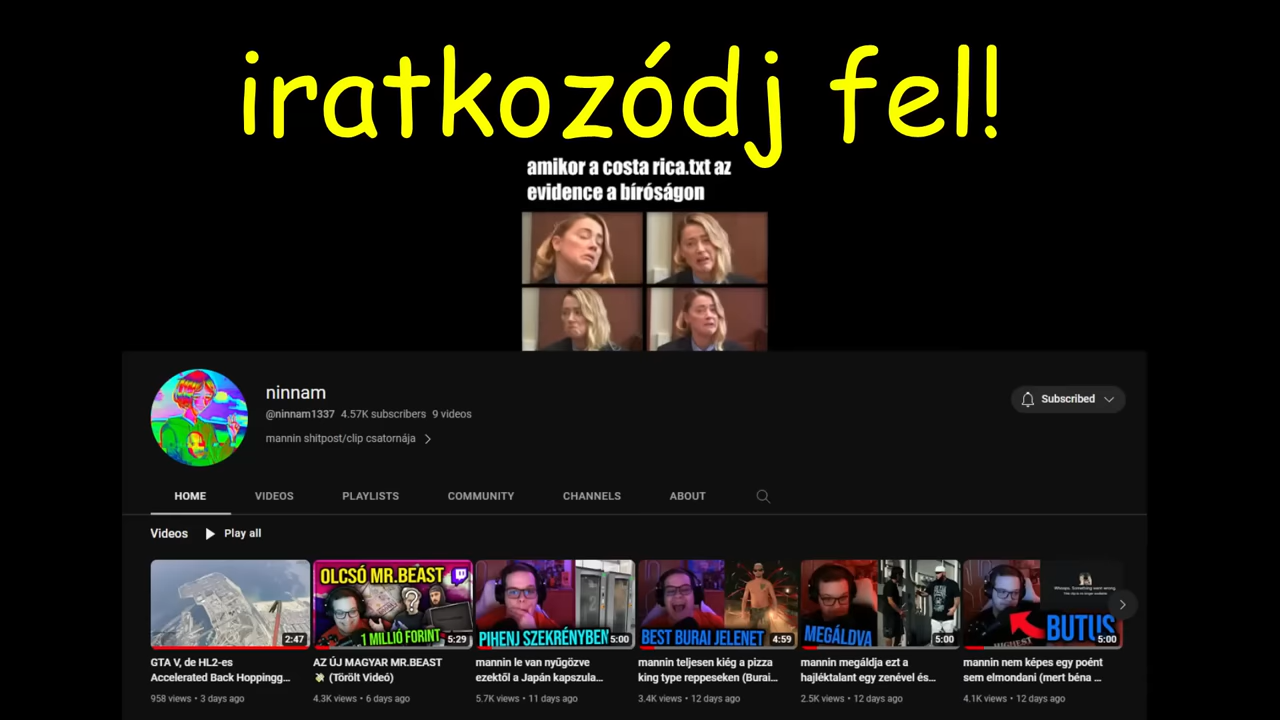 iratkozódj fel!
amikor a costa rica.txt az
evidence a bíróságon
ninnam
@ninnam1337 4.57K subscribers 9 videos
mannin shitpost/clip csatornája
Subscribed
HOME VIDEOS PLAYLISTS COMMUNITY CHANNELS ABOUT
Videos Play all
2:47
OLCSÓ MR.BEAST
1 MILLIÓ FORINT
5:29
PIHENJ SZEKRÉNYBEN
5:00
BEST BURAI JELENET
4:59
MEGÁLDVA
5:00
BUTUS
5:00
GTA V, de HL2-es
Accelerated Back Hoppingg...
958 views • 3 days ago
AZ ÚJ MAGYAR MR.BEAST
💸 (Törölt Videó)
4.3K views • 6 days ago
mannin le van nyűgözve
ezektől a Japán kapszula...
5.7K views • 11 days ago
mannin teljesen kiég a pizza
king type reppeseken (Burai...
3.4K views • 12 days ago
mannin megáldja ezt a
hajléktalant egy zenével és...
2.5K views • 12 days ago
mannin nem képes egy poént
sem elmondani (mert béna ...
4.1K views • 12 days ago